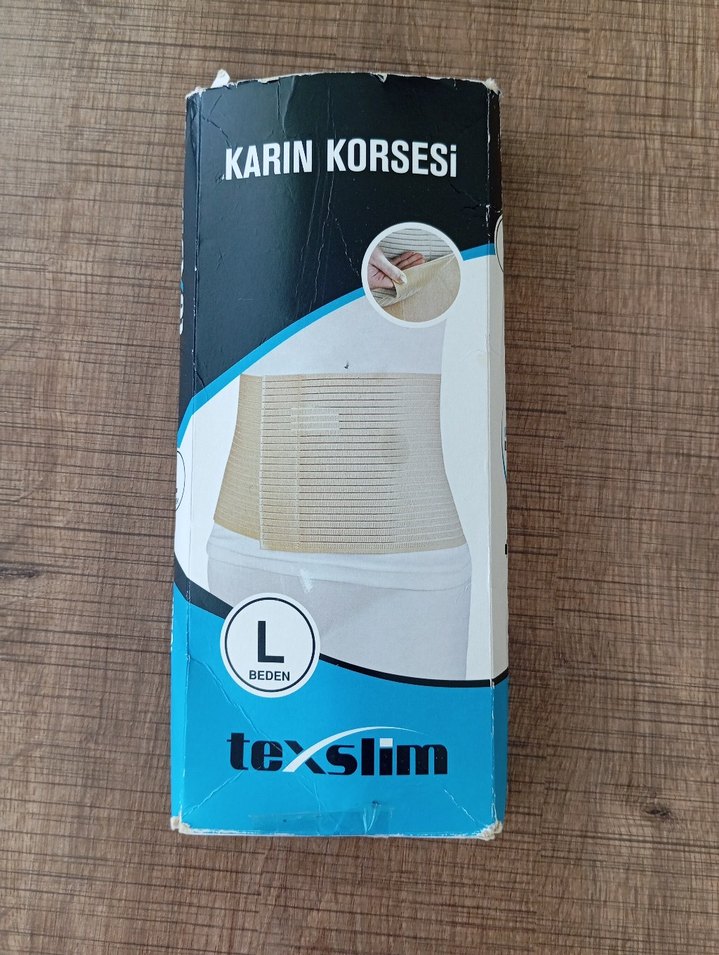 KARIN KORSESi
L
BEDEN
texslim